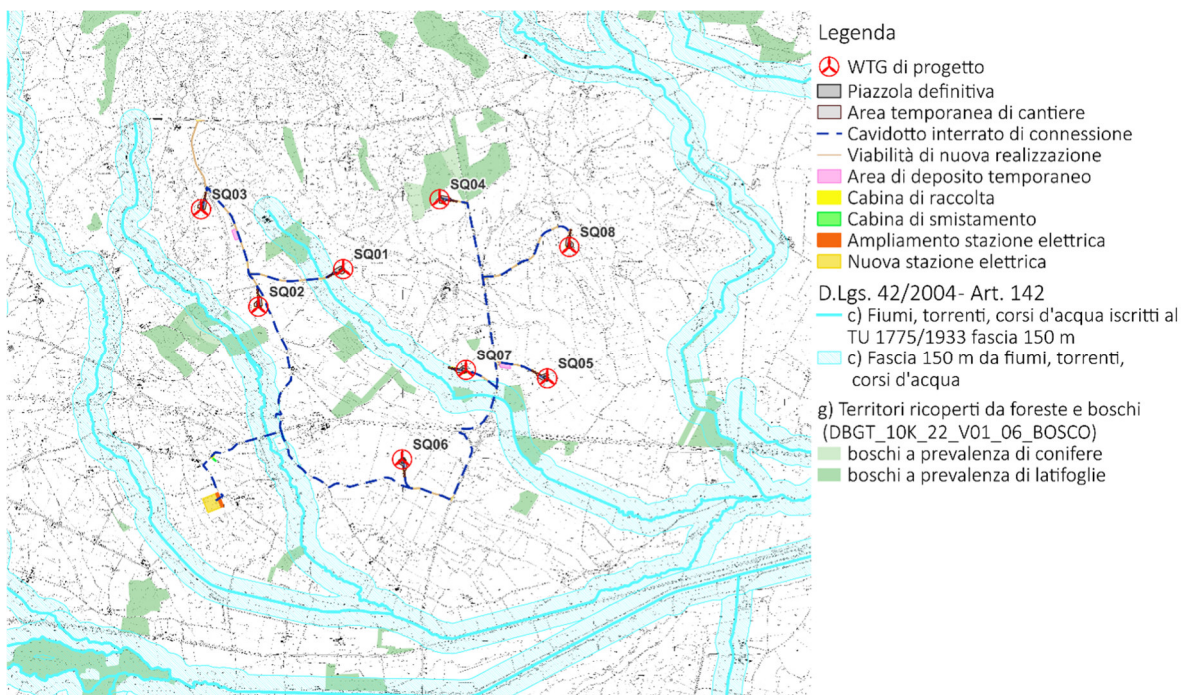 SQ03
SQ04
SQ08
SQ01
SQ02
SQ07
SQ05
SQ06
Legenda
WTG di progetto
Piazzola definitiva
Area temporanea di cantiere
Cavidotto interrato di connessione
Viabilità di nuova realizzazione
Area di deposito temporaneo
Cabina di raccolta
Cabina di smistamento
Ampliamento stazione elettrica
Nuova stazione elettrica
D.Lgs. 42/2004- Art. 142
c) Fiumi, torrenti, corsi d'acqua iscritti al
TU 1775/1933 fascia 150 m
c) Fascia 150 m da fiumi, torrenti,
corsi d'acqua
g) Territori ricoperti da foreste e boschi
(DBGT_10K_22_V01_06_BOSCO)
boschi a prevalenza di conifere
boschi a prevalenza di latifoglie